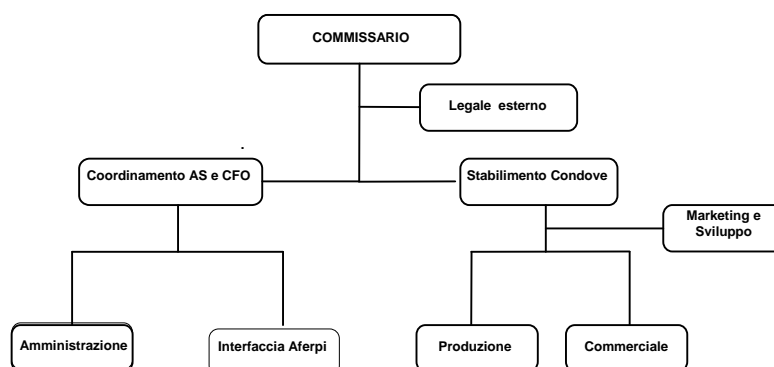 COMMISSARIO
Legale esterno
Coordinamento AS e CFO
Stabilimento Condove
Marketing e
Sviluppo
Amministrazione
Interfaccia Aferpi
Produzione
Commerciale